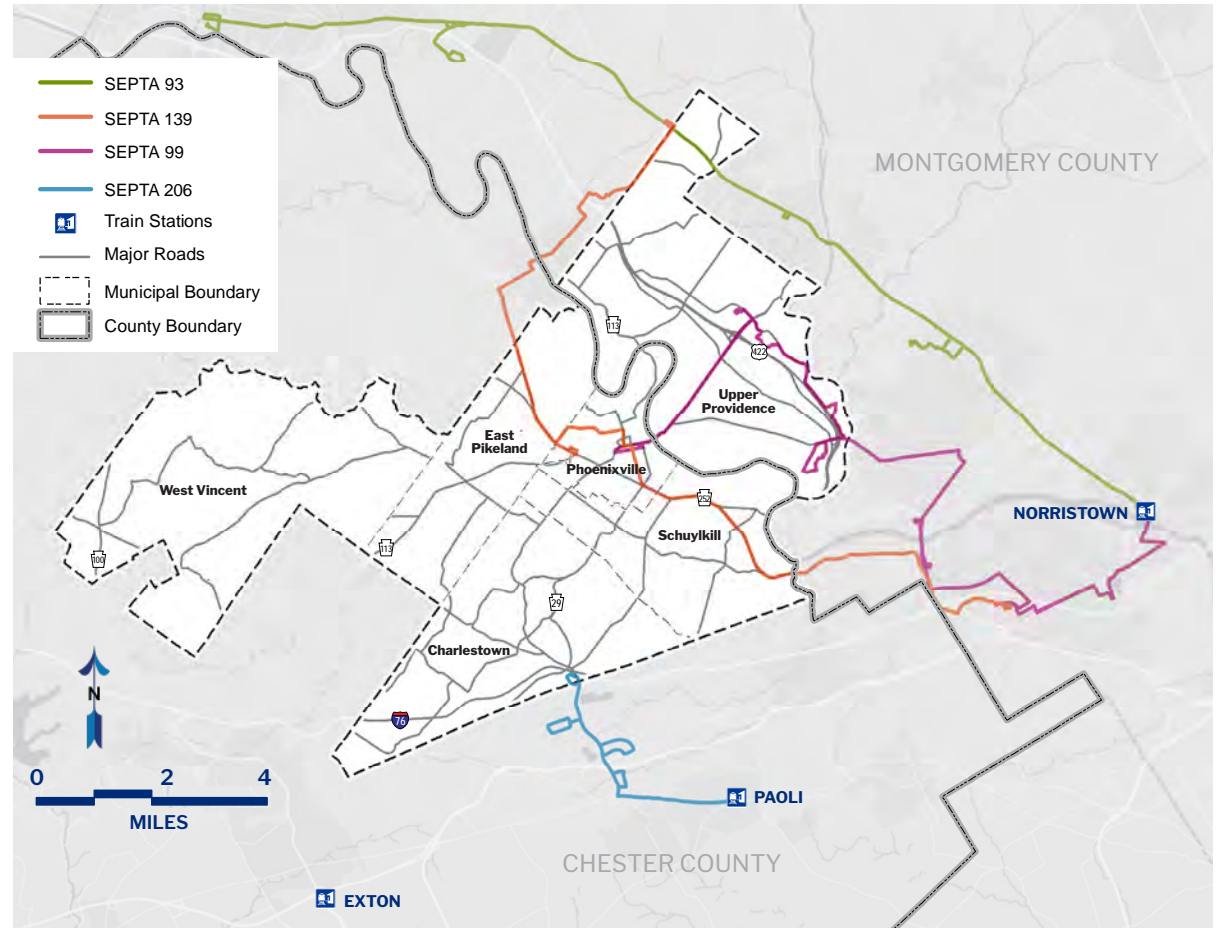 SEPTA 93
SEPTA 139
SEPTA 99
SEPTA 206
Train Stations
Major Roads
Municipal Boundary
County Boundary
MONTGOMERY COUNTY
113
422
Upper
Providence
East
Pikeland
Phoenixville
West Vincent
252
NORRISTOWN
Schuylkill
113
100
29
Charlestown
N
76
0 2 4
MILES
PAOLI
CHESTER COUNTY
EXTON